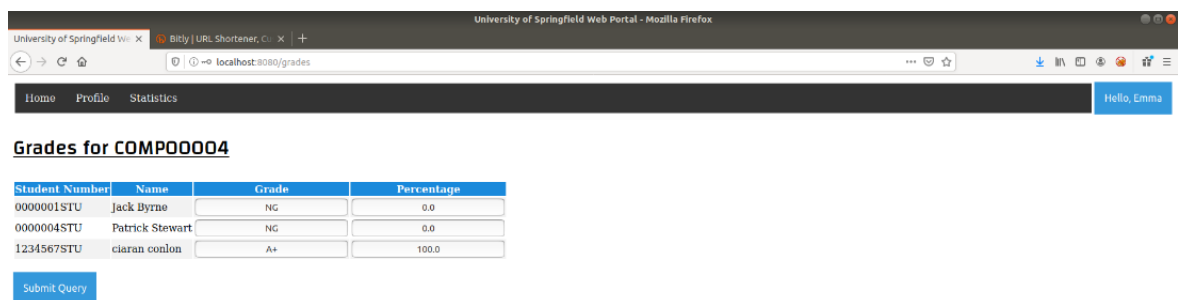 University of Springfield Web Portal - Mozilla Firefox
University of Springfield We Bitly | URL Shortener, Cu
localhost:8080/grades
Home Profile Statistics Hello, Emma
Grades for COMP00004
Student Number Name Grade Percentage
0000001STU Jack Byrne NG 0.0
0000004STU Patrick Stewart NG 0.0
1234567STU ciaran conlon A+ 100.0
Submit Query